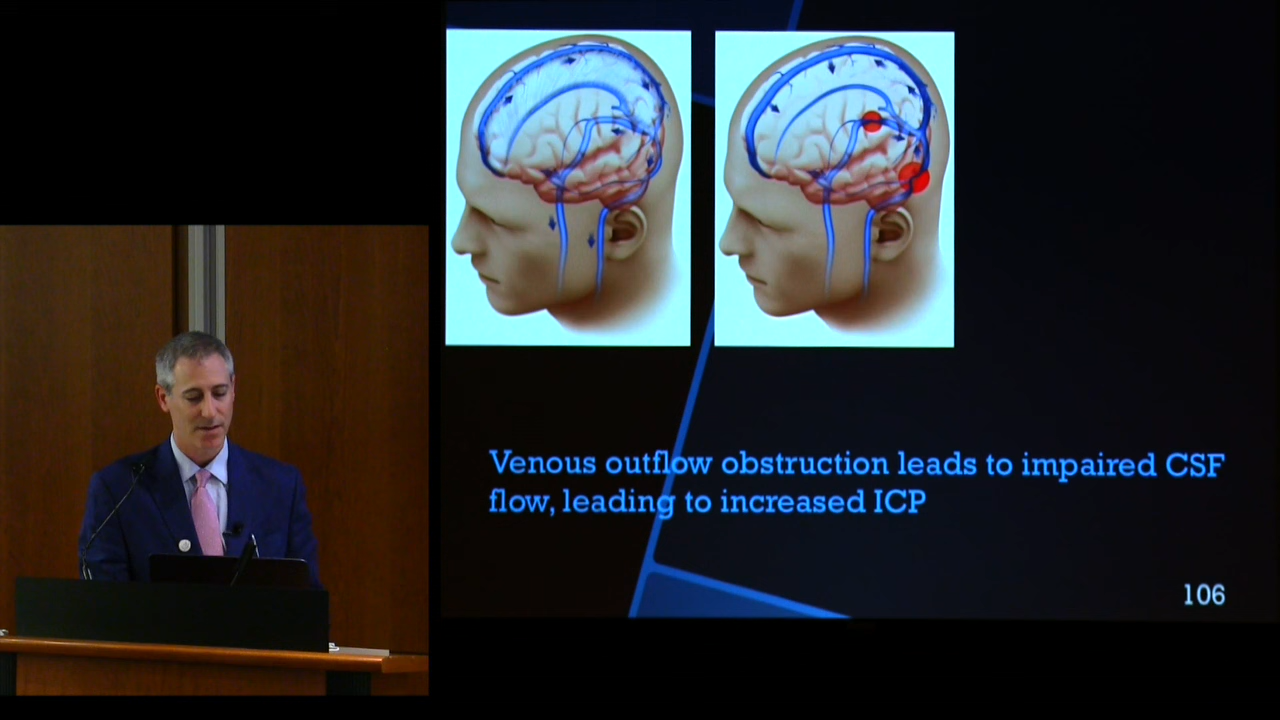 Venous outflow obstruction leads to impaired CSF
flow, leading to increased ICP
106